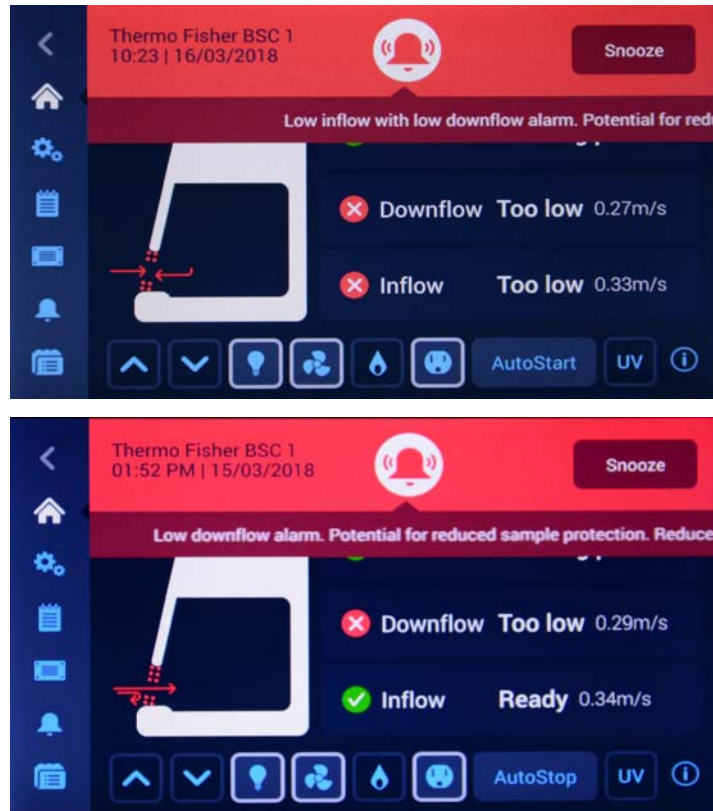 Thermo Fisher BSC 1
10:23 | 16/03/2018
Snooze
Low inflow with low downflow alarm. Potential for redu
Downflow Too low 0.27m/s
Inflow Too low 0.33m/s
AutoStart UV
Thermo Fisher BSC 1
01:52 PM | 15/03/2018
Snooze
Low downflow alarm. Potential for reduced sample protection. Reduce
Downflow Too low 0.29m/s
Inflow Ready 0.34m/s
AutoStop UV